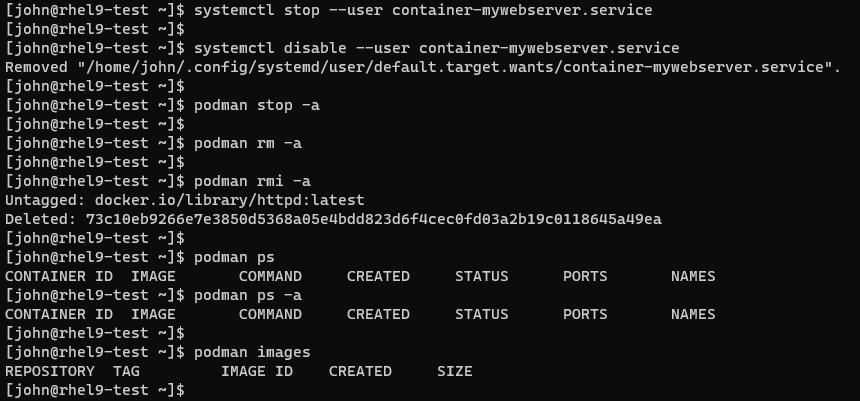 [john@rhel9-test ~]$ systemctl stop --user container-mywebserver.service
[john@rhel9-test ~]$
[john@rhel9-test ~]$ systemctl disable --user container-mywebserver.service
Removed "/home/john/.config/systemd/user/default.target.wants/container-mywebserver.service".
[john@rhel9-test ~]$
[john@rhel9-test ~]$ podman stop -a
[john@rhel9-test ~]$
[john@rhel9-test ~]$ podman rm -a
[john@rhel9-test ~]$
[john@rhel9-test ~]$ podman rmi -a
Untagged: docker.io/library/httpd:latest
Deleted: 73c10eb9266e7e3850d5368a05e4bdd823d6f4cec0fd03a2b19c0118645a49ea
[john@rhel9-test ~]$
[john@rhel9-test ~]$ podman ps
CONTAINER ID  IMAGE       COMMAND     CREATED     STATUS      PORTS       NAMES
[john@rhel9-test ~]$ podman ps -a
CONTAINER ID  IMAGE       COMMAND     CREATED     STATUS      PORTS       NAMES
[john@rhel9-test ~]$
[john@rhel9-test ~]$ podman images
REPOSITORY  TAG         IMAGE ID    CREATED     SIZE
[john@rhel9-test ~]$